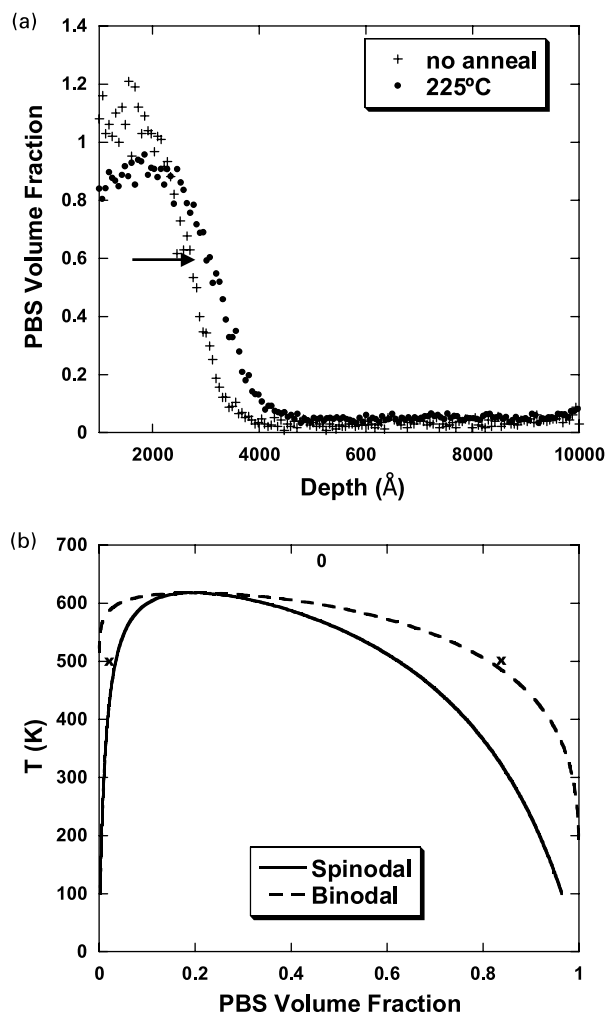 (a)
+ no anneal
• 225ºC
1.4
1.2
1
0.8
0.6
0.4
0.2
0
PBS Volume Fraction
2000 4000 6000 8000 10000
Depth (Å)
(b)
700
600
500
400
300
200
100
0
T (K)
0
x x
Spinodal
Binodal
0 0.2 0.4 0.6 0.8 1
PBS Volume Fraction